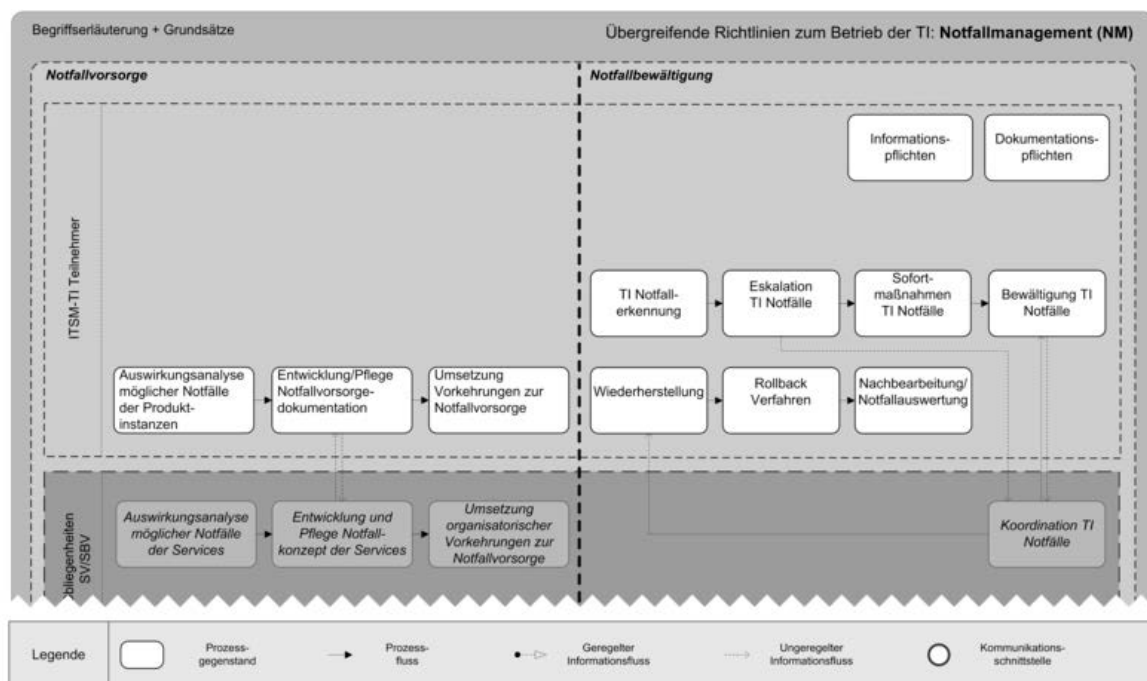 Begriffserläuterung + Grundsätze
Übergreifende Richtlinien zum Betrieb der TI: Notfallmanagement (NM)
Notfallvorsorge
Notfallbewältigung
ITSM-TI Teilnehmer
Informations-
pflichten
Dokumentations-
pflichten
TI Notfall-
erkennung
Eskalation
TI Notfälle
Sofort-
maßnahmen
TI Notfälle
Bewältigung TI
Notfälle
Auswirkungsanalyse
möglicher Notfälle
der Produkt-
instanzen
Entwicklung/Pflege
Notfallvorsorge-
dokumentation
Umsetzung
Vorkehrungen zur
Notfallvorsorge
Wiederherstellung
Rollback
Verfahren
Nachbearbeitung/
Notfallauswertung
bliegenheiten
SV/SBV
Auswirkungsanalyse
möglicher Notfälle
der Services
Entwicklung und
Pflege Notfall-
konzept der Services
Umsetzung
organisatorischer
Vorkehrungen zur
Notfallvorsorge
Koordination TI
Notfälle
Legende
Prozess-
gegenstand
Prozess-
fluss
Geregelter
Informationsfluss
Ungeregelter
Informationsfluss
Kommunikations-
schnittstelle